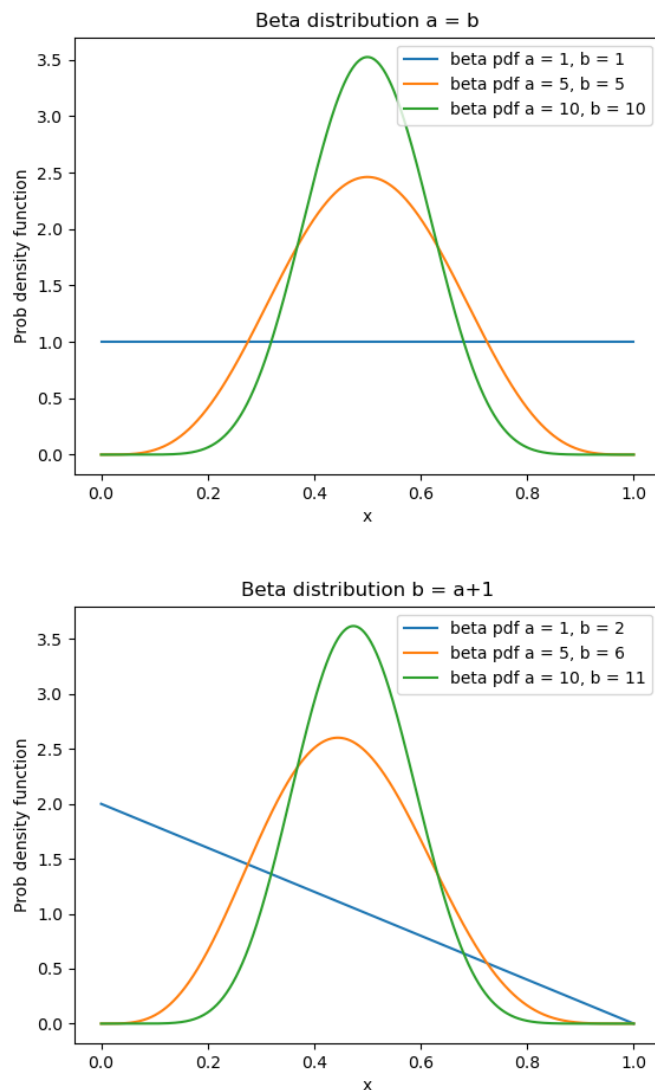 Beta distribution a = b
beta pdf a = 1, b = 1
beta pdf a = 5, b = 5
beta pdf a = 10, b = 10
Prob density function
3.5
3.0
2.5
2.0
1.5
1.0
0.5
0.0
0.0 0.2 0.4 0.6 0.8 1.0
x
Beta distribution b = a+1
beta pdf a = 1, b = 2
beta pdf a = 5, b = 6
beta pdf a = 10, b = 11
Prob density function
3.5
3.0
2.5
2.0
1.5
1.0
0.5
0.0
0.0 0.2 0.4 0.6 0.8 1.0
x